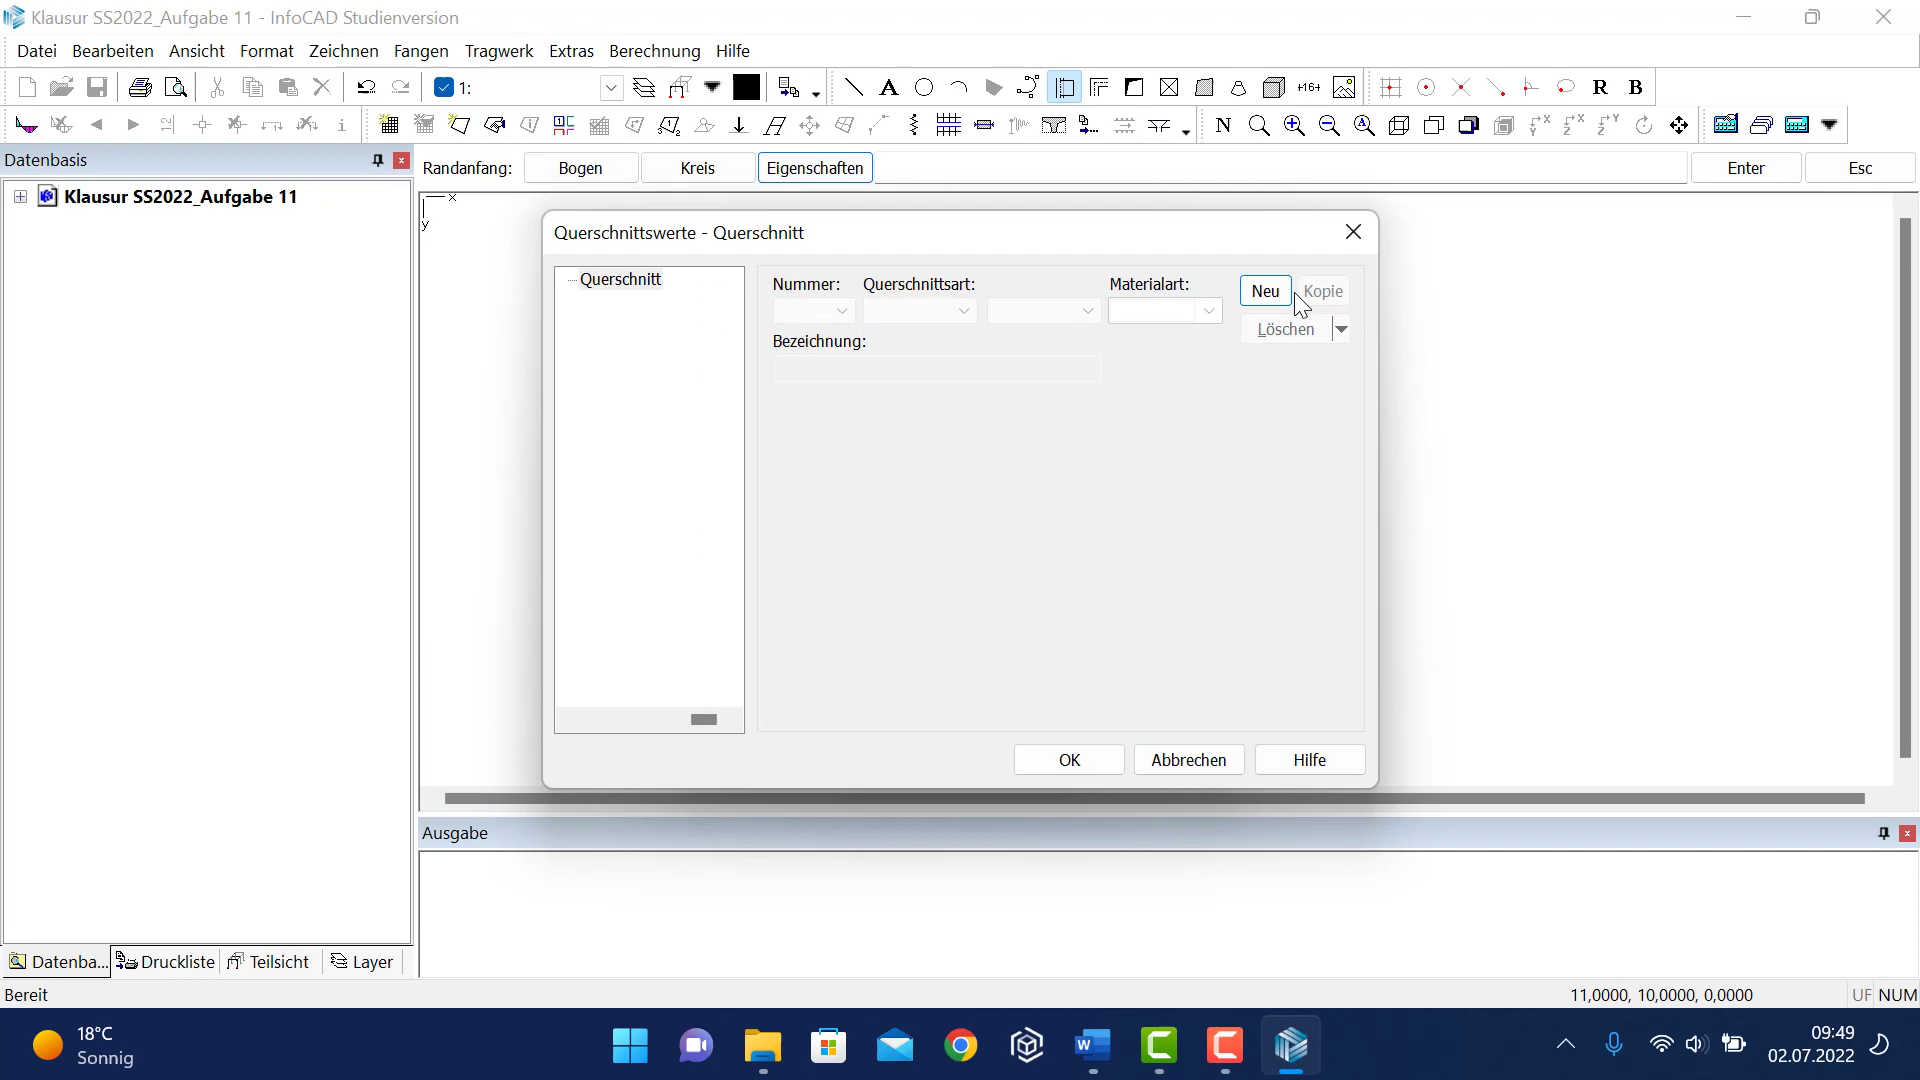 Klausur SS2022_Aufgabe 11 - InfoCAD Studienversion
Datei Bearbeiten Ansicht Format Zeichnen Fangen Tragwerk Extras Berechnung Hilfe
1:
A +16+ R B
N
Datenbasis
Randanfang: Bogen Kreis Eigenschaften Enter Esc
Klausur SS2022_Aufgabe 11
x
y
Querschnittswerte - Querschnitt
Querschnitt
Nummer: Querschnittsart: Materialart: Neu Kopie
Löschen
Bezeichnung:
OK Abbrechen Hilfe
Ausgabe
Datenba... Druckliste Teilsicht Layer
Bereit 11,0000, 10,0000, 0,0000 UF NUM
18°C
Sonnig
09:49
02.07.2022